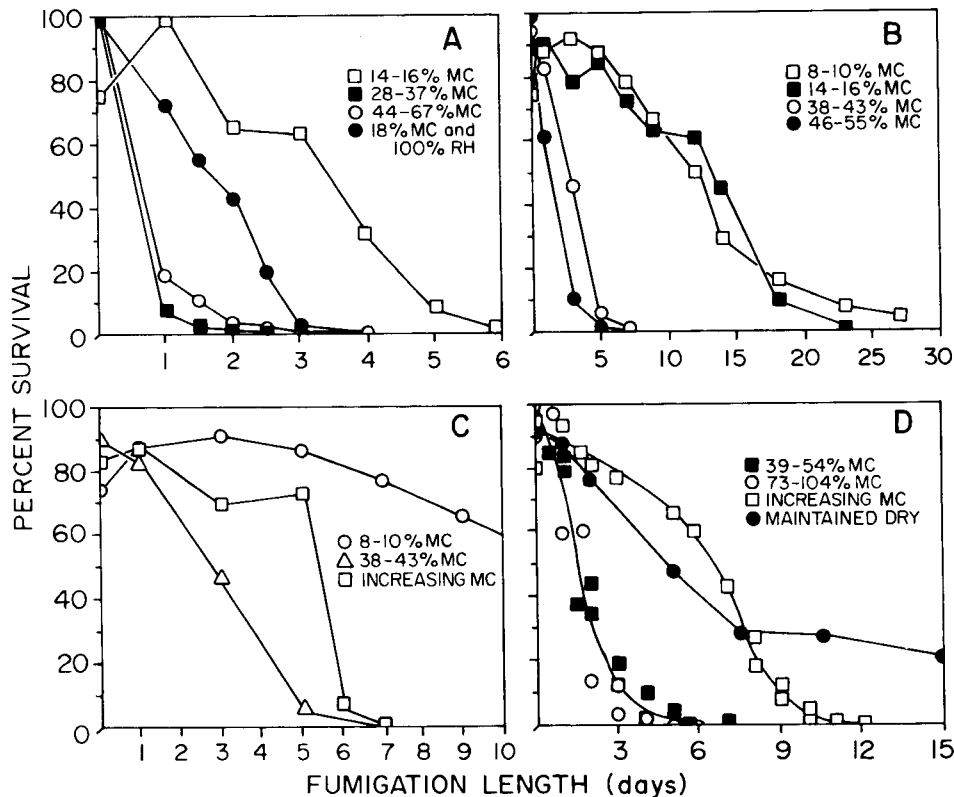 PERCENT SURVIVAL
100
80
60
40
20
0
A
14-16% MC
28-37% MC
44-67% MC
18% MC and
100% RH
1
2
3
4
5
6
B
8-10% MC
14-16% MC
38-43% MC
46-55% MC
5
10
15
20
25
30
100
80
60
40
20
0
C
8-10% MC
38-43% MC
INCREASING MC
1
2
3
4
5
6
7
8
9
10
D
39-54% MC
73-104% MC
INCREASING MC
MAINTAINED DRY
3
6
9
12
15
FUMIGATION LENGTH (days)